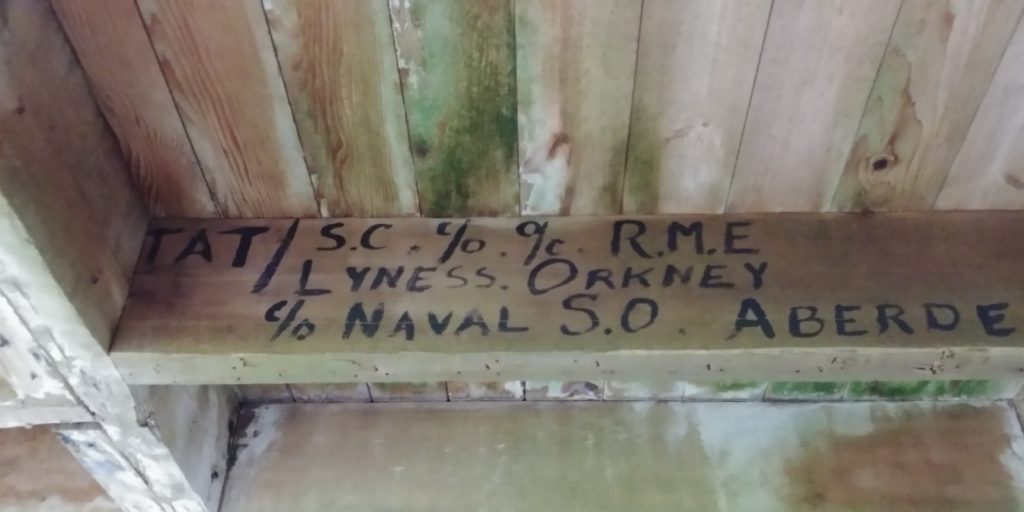 TAT/ S.C. c/o. o/c. R.M.E
LYNESS. ORKNEY
c/o NAVAL S.O. ABERDE